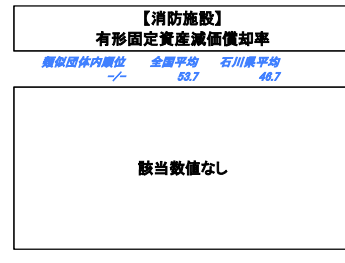 【消防施設】
有形固定資産減価償却率
類似団体内順位 全国平均 石川県平均
-/- 53.7 46.7
該当数値なし